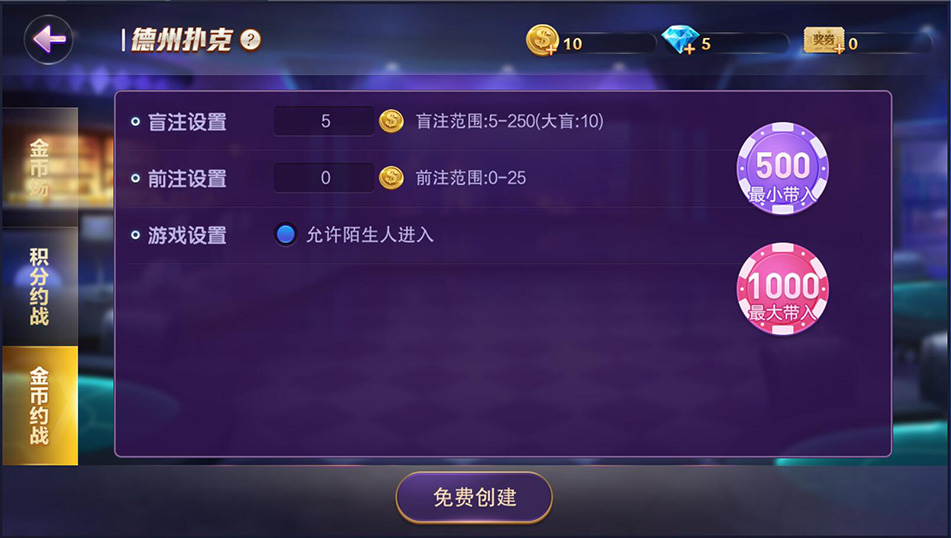 德州扑克?
10
5
奖券
0
金币场
积分约战
金币约战
盲注设置
5
盲注范围:5-250(大盲:10)
前注设置
0
前注范围:0-25
游戏设置
允许陌生人进入
500
最小带入
1000
最大带入
免费创建